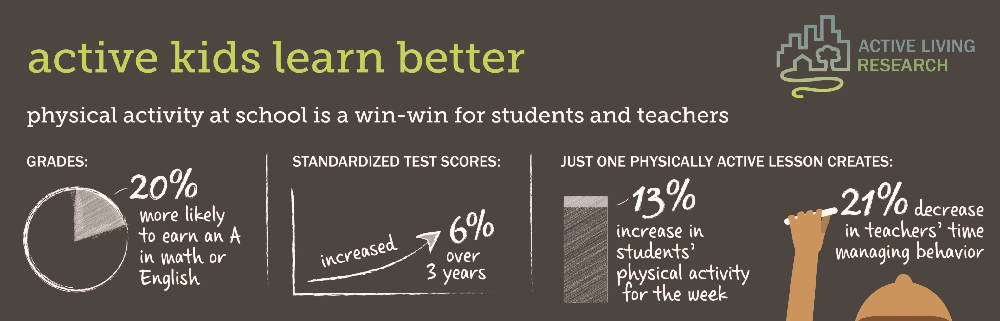 active kids learn better
ACTIVE LIVING
RESEARCH
physical activity at school is a win-win for students and teachers
GRADES:
20%
more likely
to earn an A
in math or
English
STANDARDIZED TEST SCORES:
increased
6%
over
3 years
JUST ONE PHYSICALLY ACTIVE LESSON CREATES:
13%
increase in
students’
physical activity
for the week
21% decrease
in teachers’ time
managing behavior